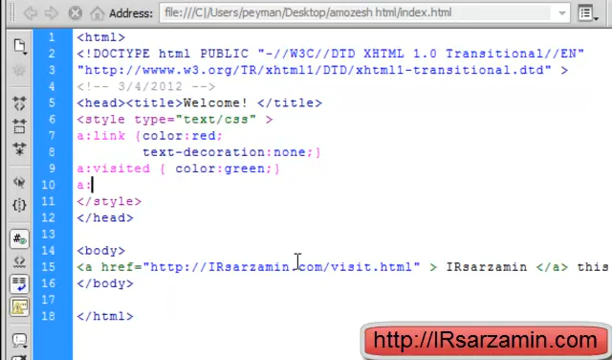 Address: file:///C|/Users/peyman/Desktop/amozesh html/index.html
1 <html>
2 <!DOCTYPE html PUBLIC "-//W3C//DTD XHTML 1.0 Transitional//EN"
3 "http://wwww.w3.org/TR/xhtml1/DTD/xhtml1-transitional.dtd" >
4 <!-- 3/4/2012 -->
5 <head><title>Welcome! </title>
6 <style type="text/css" >
7 a:link {color:red;
8 text-decoration:none;}
9 a:visited { color:green;}
10 a:
11 </style>
12 </head>
13
14 <body>
15 <a href="http://IRsarzamin.com/visit.html" > IRsarzamin </a> this
16 </body>
17
18 </html>
http://IRsarzamin.com